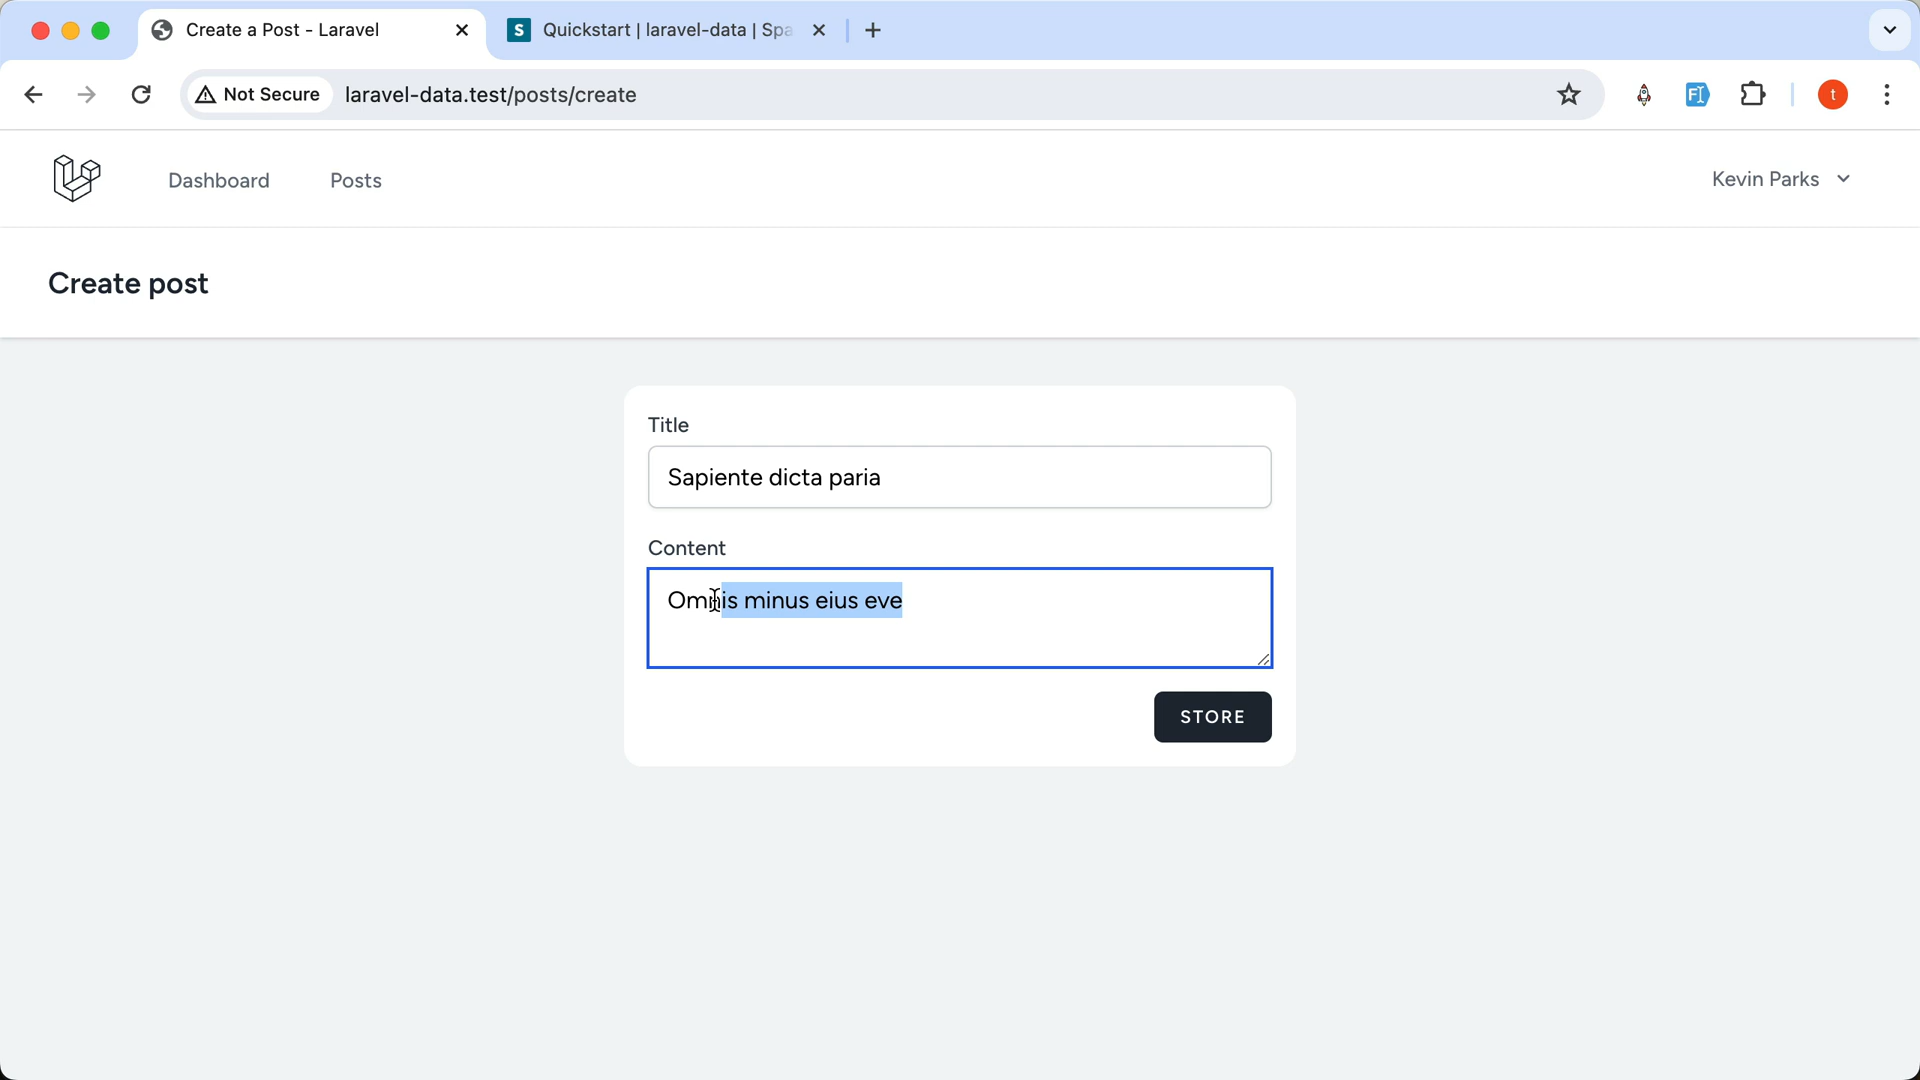 Create a Post - Laravel
S Quickstart | laravel-data | Spa
Not Secure laravel-data.test/posts/create
FI
t
Dashboard Posts Kevin Parks
Create post
Title
Sapiente dicta paria
Content
Omnis minus eius eve
STORE